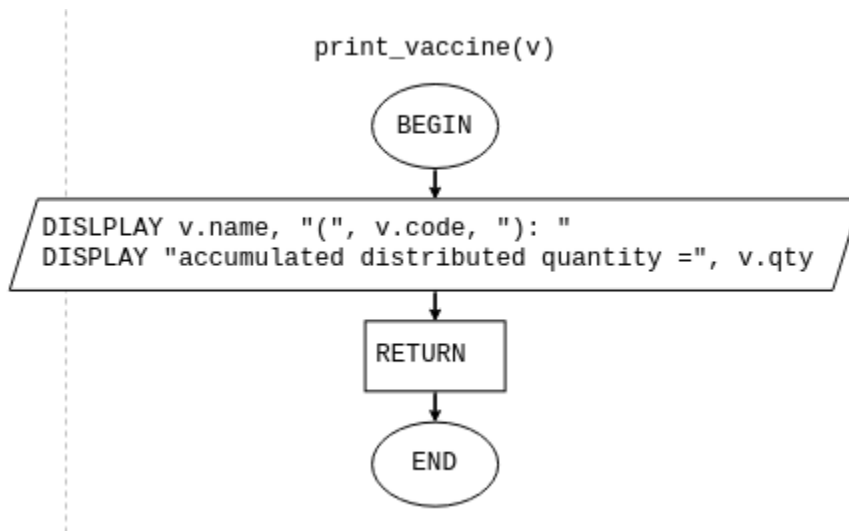 print_vaccine(v)
BEGIN
DISLPLAY v.name, "(", v.code, "): "
DISPLAY "accumulated distributed quantity =", v.qty
RETURN
END